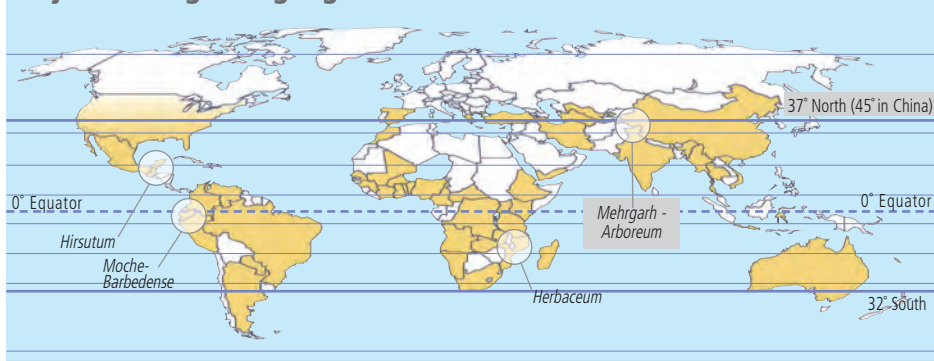 37° North (45° in China)
0° Equator
0° Equator
Mehrgarh -
Arboreum
Hirsutum
Moche-
Barbedense
Herbaceum
32° South